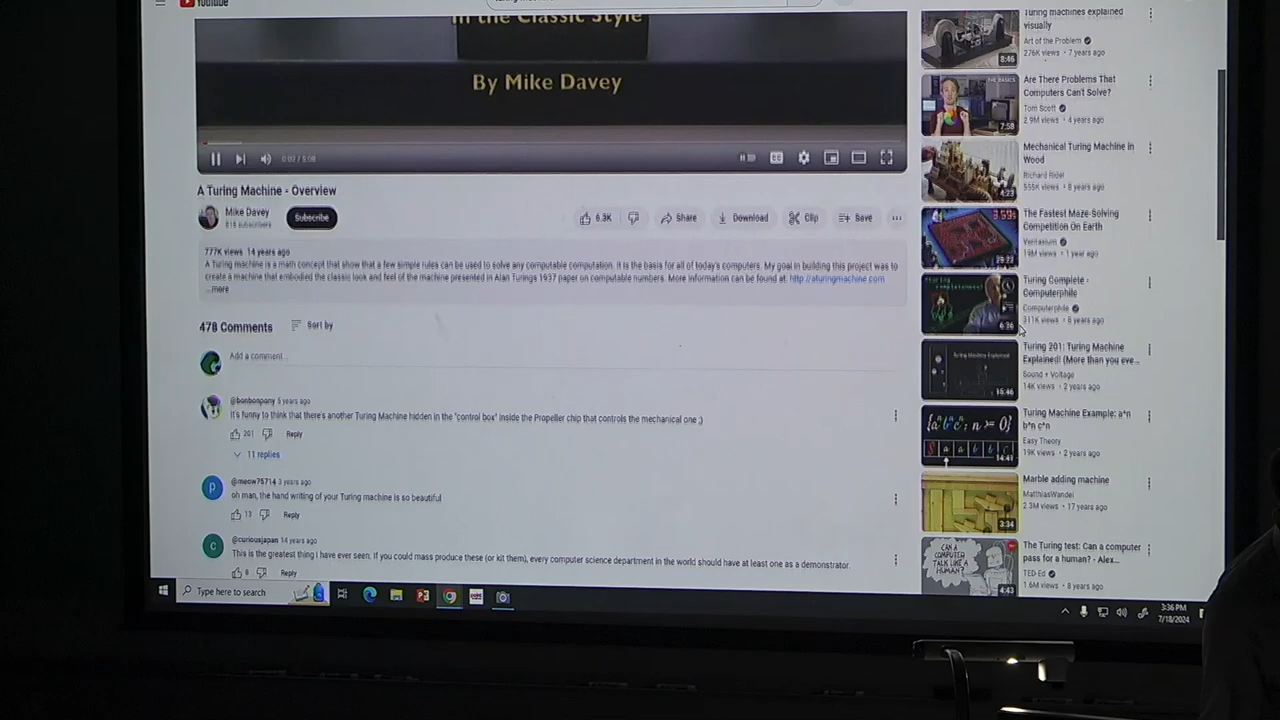 YouTube
In the Classic Style
By Mike Davey
0:02 / 5:08
A Turing Machine - Overview
Mike Davey
Subscribe
6.3K
Share
Download
Clip
Save
777K views 14 years ago
A Turing machine is a math concept that show that a few simple rules can be used to solve any computable computation. It is the basis for all of today's computers. My goal in building this project was to
create a machine that embodied the classic look and feel of the machine presented in Alan Turings 1937 paper on computable numbers. More information can be found at: http://aturingmachine.com
...more
478 Comments
Sort by
Add a comment...
@bonbonpony 5 years ago
It's funny to think that there's another Turing Machine hidden in the "control box" inside the Propeller chip that controls the mechanical one ;)
201
Reply
11 replies
P
@meow75714 3 years ago
oh man, the hand writing of your Turing machine is so beautiful
13
Reply
C
@curiousjapan 14 years ago
This is the greatest thing I have ever seen. If you could mass produce these (or kit them), every computer science department in the world should have at least one as a demonstrator.
8
Reply
Turing machines explained
visually
Art of the Problem
276K views • 7 years ago
8:46
Are There Problems That
Computers Can't Solve?
Tom Scott
2.9M views • 4 years ago
THE BASICS
7:58
Mechanical Turing Machine in
Wood
Richard Ridel
555K views • 8 years ago
4:23
The Fastest Maze-Solving
Competition On Earth
Veritasium
19M views • 1 year ago
25:22
Turing Complete -
Computerphile
Computerphile
311K views • 8 years ago
6:36
Turing 201: Turing Machine
Explained! (More than you eve...
Sound + Voltage
14K views • 2 years ago
Turing Machine Explained
15:46
Turing Machine Example: a^n
b^n c^n
Easy Theory
19K views • 2 years ago
14:41
Marble adding machine
MatthiasWandel
2.3M views • 17 years ago
3:34
The Turing test: Can a computer
pass for a human? - Alex...
TED-Ed
1.6M views • 8 years ago
CAN A
COMPUTER
TALK LIKE A
HUMAN?
4:43
Type here to search
3:36 PM
7/18/2024